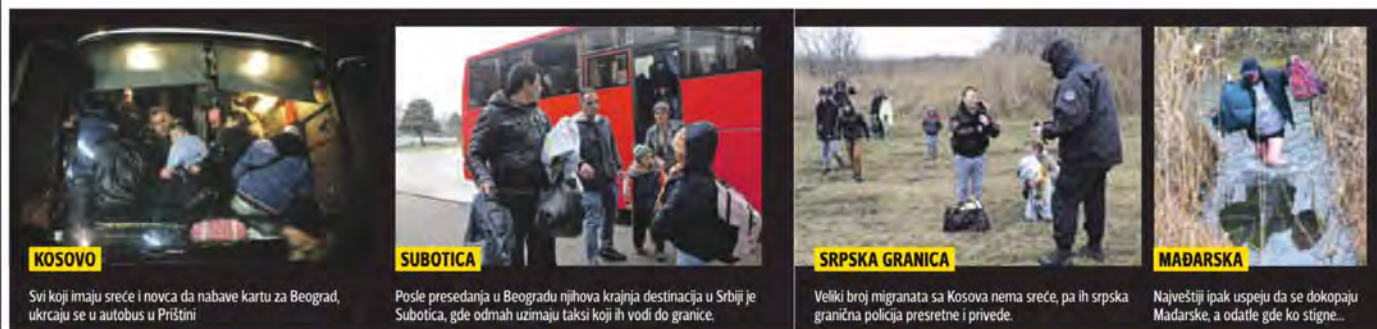 KOSOVO
Svi koji imaju sreće i novca da nabave kartu za Beograd,
ukrcaju se u autobus u Prištini
SUBOTICA
Posle presedanja u Beogradu njihova krajnja destinacija u Srbiji je
Subotica, gde odmah uzimaju taksi koji ih vodi do granice.
SRPSKA GRANICA
Veliki broj migranata sa Kosova nema sreće, pa ih srpska
granična policija presretne i privede.
MAĐARSKA
Najveštiji ipak uspeju da se dokopaju
Mađarske, a odatle gde ko stigne...